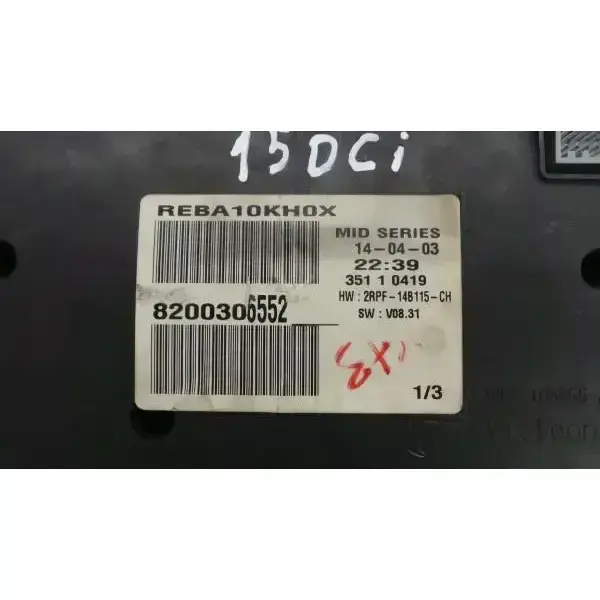 15DCi
REBA10KH0X
MID SERIES
14-04-03
22:39
351 1 0419
HW : 2RPF-14B115-CH
SW : V08.31
8200306552
1/3
Visteon